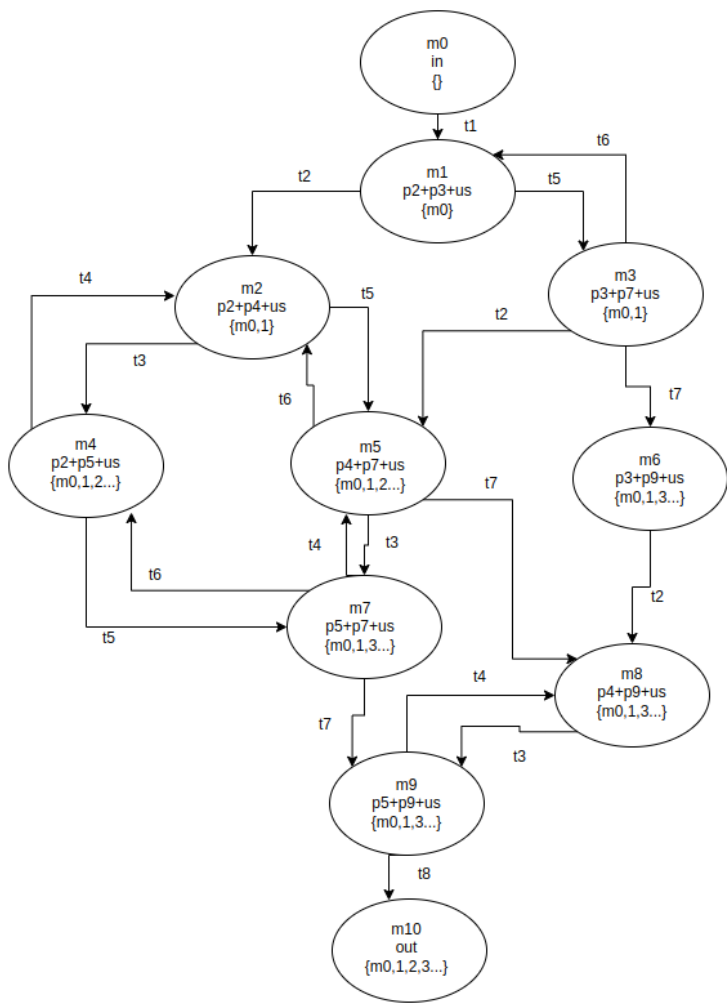 m0
in
{}
t1
t6
m1
p2+p3+us
{m0}
t2
t5
m3
p3+p7+us
{m0,1}
t4
m2
p2+p4+us
{m0,1}
t5
t2
t3
t6
t7
m4
p2+p5+us
{m0,1,2...}
m5
p4+p7+us
{m0,1,2...}
m6
p3+p9+us
{m0,1,3...}
t7
t4
t3
t6
t2
t5
m7
p5+p7+us
{m0,1,3...}
m8
p4+p9+us
{m0,1,3...}
t4
t7
t3
m9
p5+p9+us
{m0,1,3...}
t8
m10
out
{m0,1,2,3...}